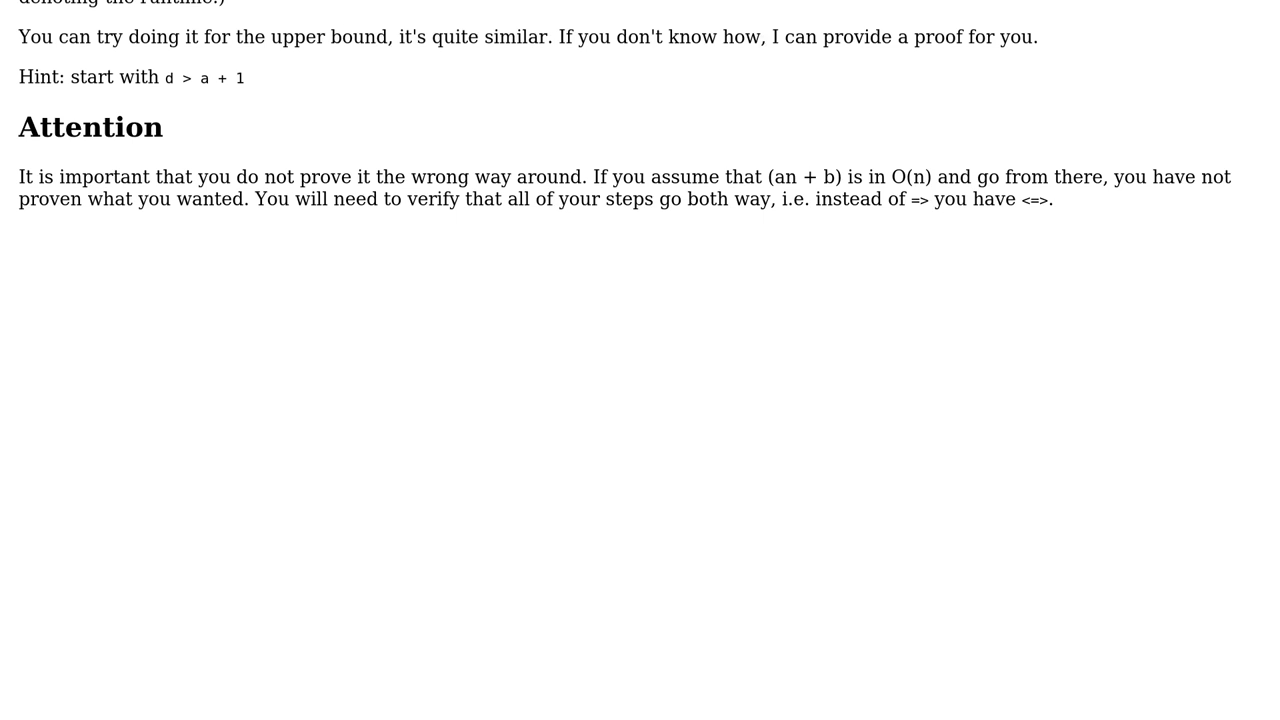 denoting the runtime.)
You can try doing it for the upper bound, it's quite similar. If you don't know how, I can provide a proof for you.
Hint: start with d > a + 1
Attention
It is important that you do not prove it the wrong way around. If you assume that (an + b) is in O(n) and go from there, you have not
proven what you wanted. You will need to verify that all of your steps go both way, i.e. instead of => you have <=>.